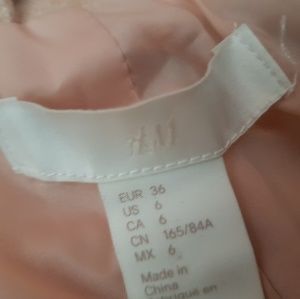 H&M
EUR 36
US 6
CA 6
CN 165/84A
MX 6
Made in
China